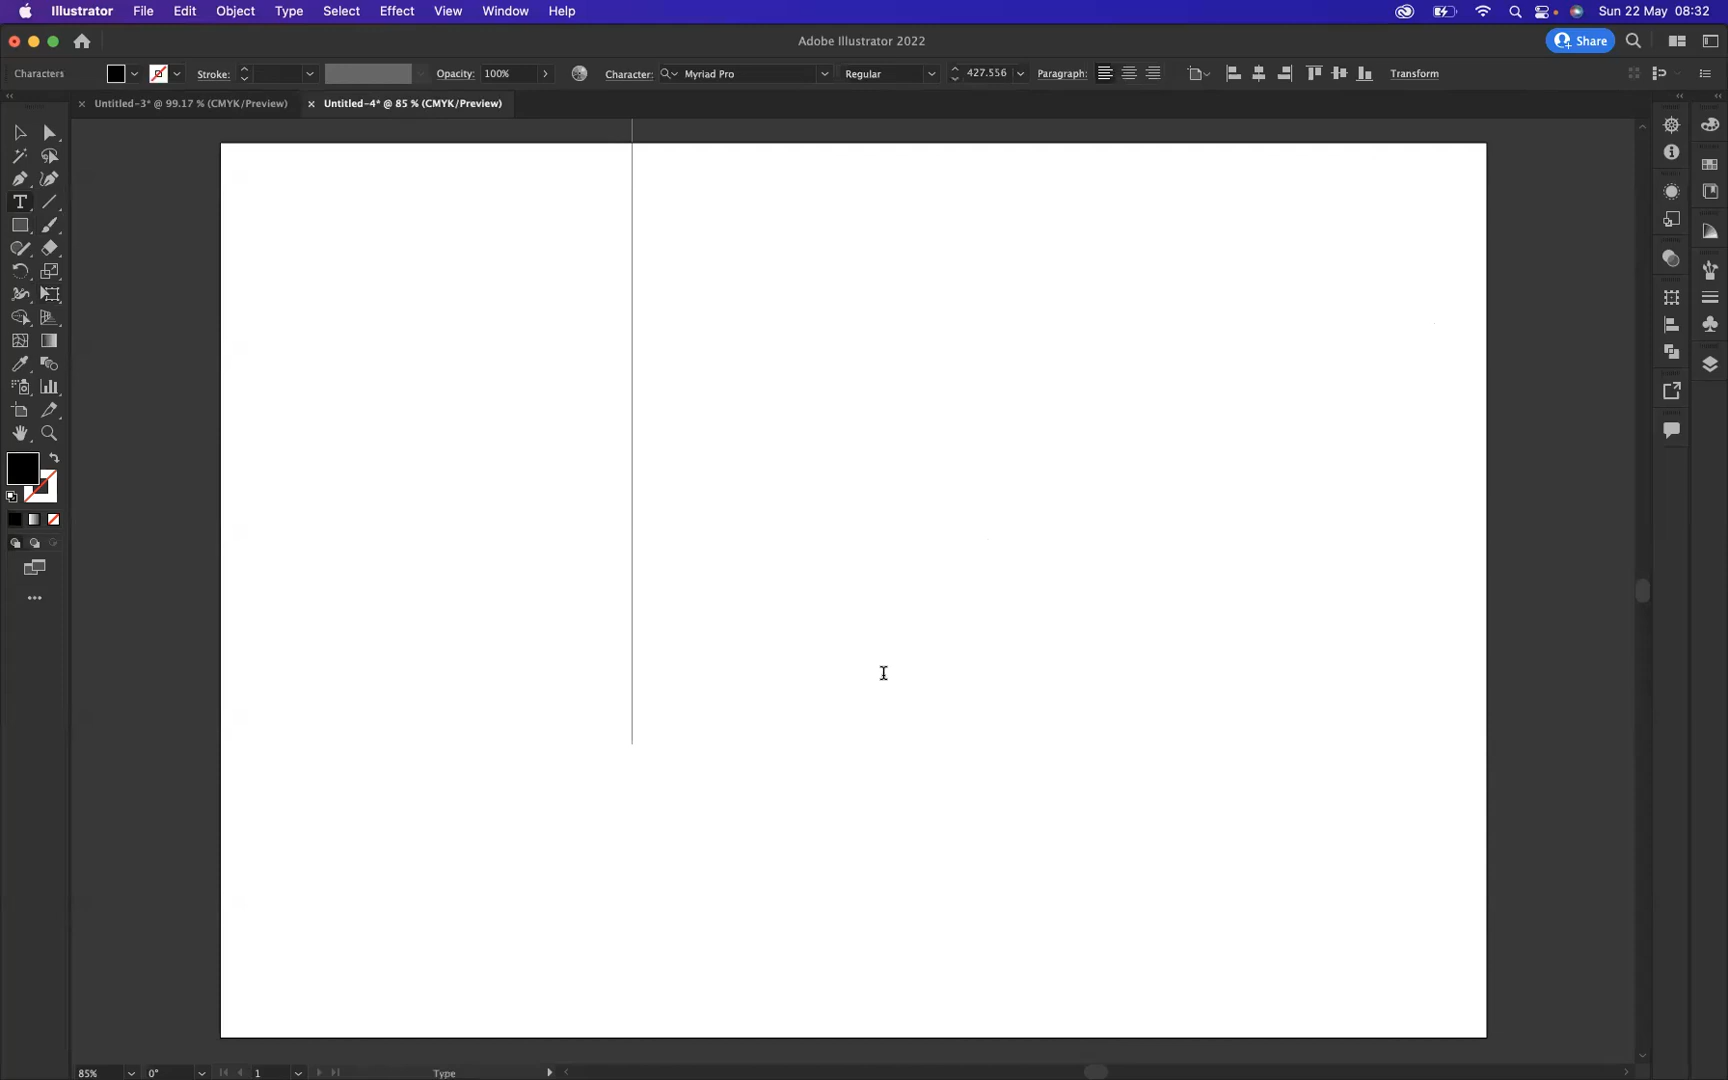 Illustrator File Edit Object Type Select Effect View Window Help Sun 22 May 08:32
Adobe Illustrator 2022 Share
Characters Stroke: Opacity: 100% Character: Myriad Pro Regular 427.556 Paragraph: Transform
Untitled-3* @ 99.17 % (CMYK/Preview) Untitled-4* @ 85 % (CMYK/Preview)
85% 0° 1 Type